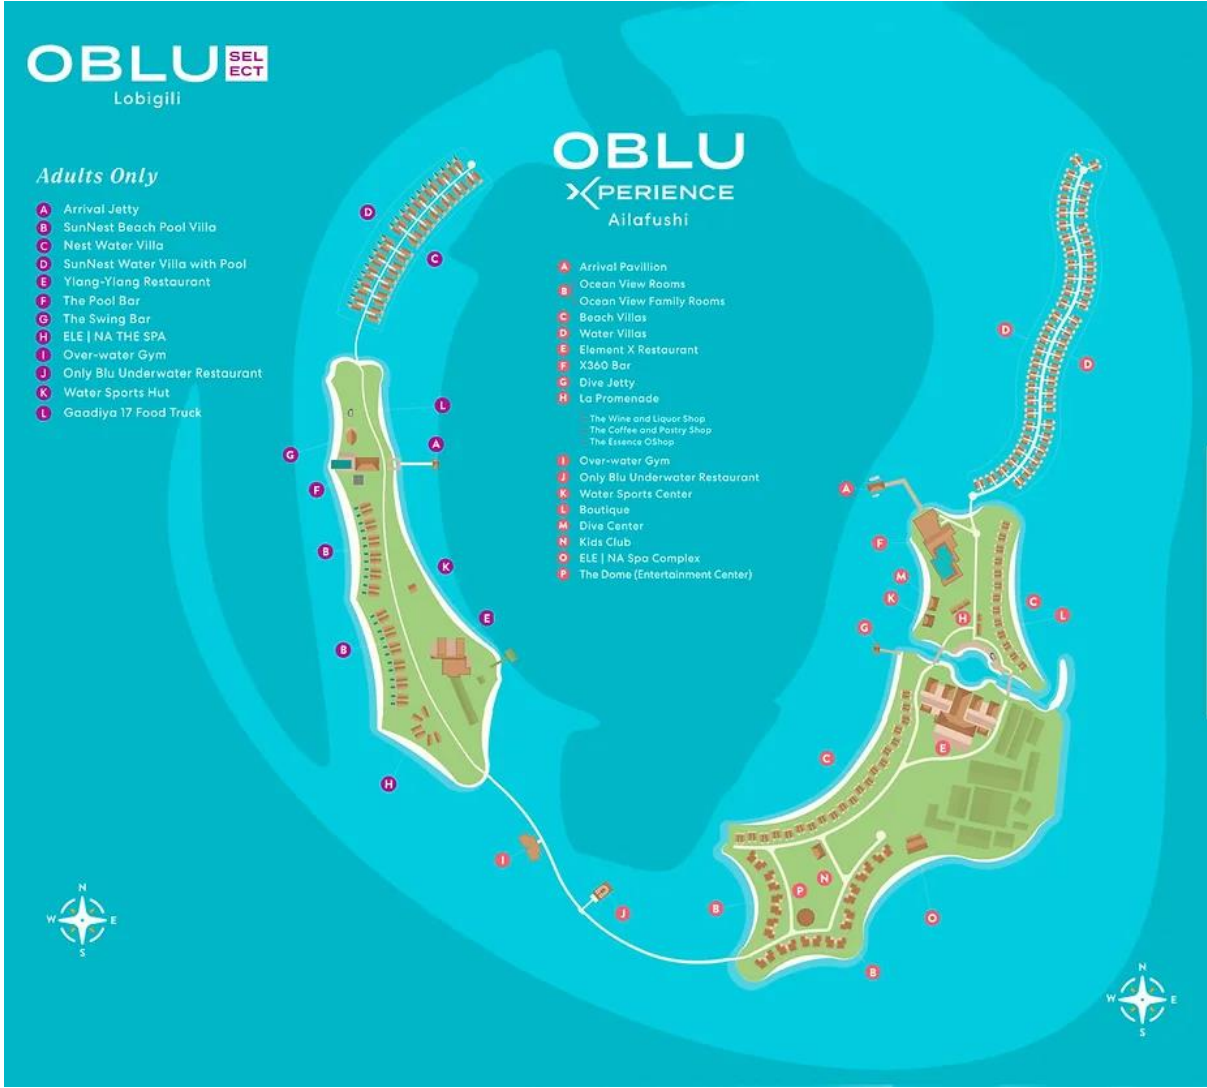 OBLU SEL
ECT
Lobigili
Adults Only
A Arrival Jetty
B SunNest Beach Pool Villa
C Nest Water Villa
D SunNest Water Villa with Pool
E Ylang-Ylang Restaurant
F The Pool Bar
G The Swing Bar
H ELE | NA THE SPA
I Over-water Gym
J Only Blu Underwater Restaurant
K Water Sports Hut
L Gaadiya 17 Food Truck
OBLU
XPERIENCE
Ailafushi
A Arrival Pavillion
B Ocean View Rooms
Ocean View Family Rooms
C Beach Villas
D Water Villas
E Element X Restaurant
F X360 Bar
G Dive Jetty
H La Promenade
The Wine and Liquor Shop
The Coffee and Pastry Shop
The Essence OShop
I Over-water Gym
J Only Blu Underwater Restaurant
K Water Sports Center
L Boutique
M Dive Center
N Kids Club
O ELE | NA Spa Complex
P The Dome (Entertainment Center)
D
C
L
A
G
F
B
K
E
B
H
I
J
D
D
A
F
M
K
H
C
L
G
E
C
N
P
B
O
B
N
W E
S
N
W E
S